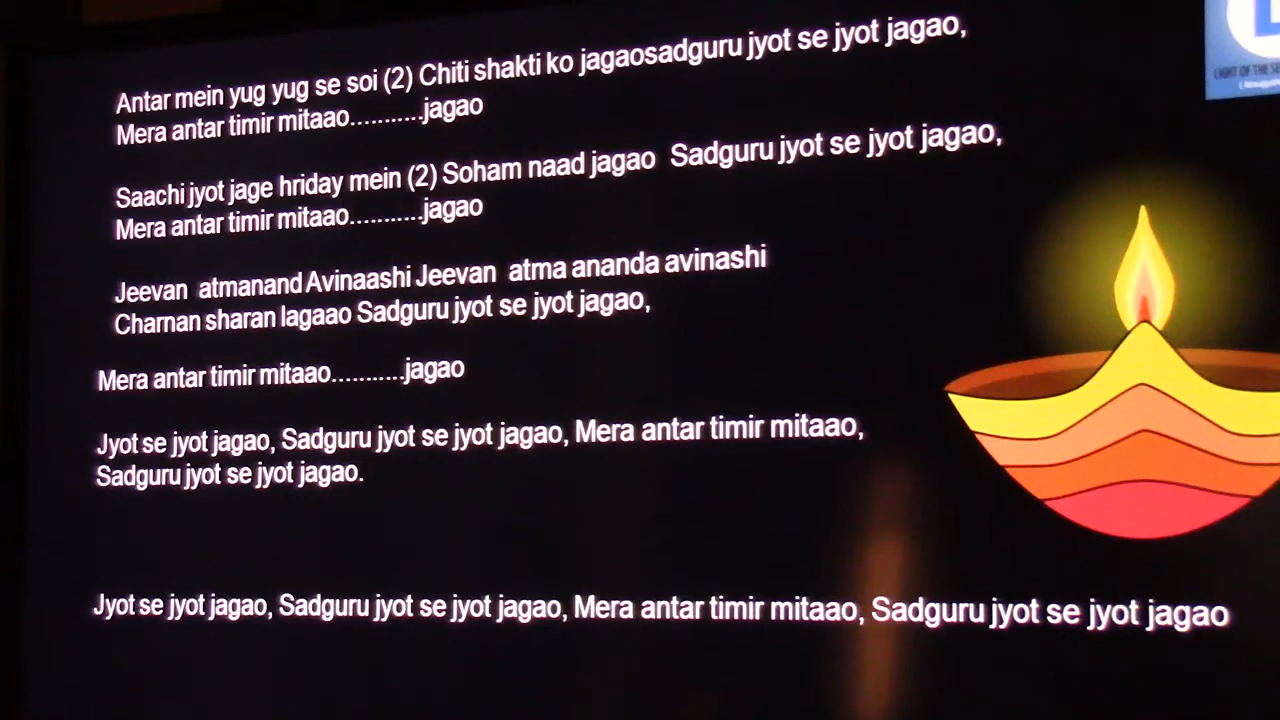 Antar mein yug yug se soi (2) Chiti shakti ko jagaosadguru jyot se jyot jagao,
Mera antar timir mitaao...........jagao
Saachi jyot jage hriday mein (2) Soham naad jagao Sadguru jyot se jyot jagao,
Mera antar timir mitaao...........jagao
Jeevan atmanand Avinaashi Jeevan atma ananda avinashi
Charnan sharan lagaao Sadguru jyot se jyot jagao,
Mera antar timir mitaao...........jagao
Jyot se jyot jagao, Sadguru jyot se jyot jagao, Mera antar timir mitaao,
Sadguru jyot se jyot jagao.
Jyot se jyot jagao, Sadguru jyot se jyot jagao, Mera antar timir mitaao, Sadguru jyot se jyot jagao
LIGHT OF THE